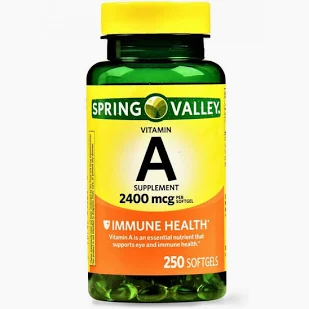 SPRING VALLEY
VITAMIN
A
SUPPLEMENT
2400 mcg PER SOFTGEL
IMMUNE HEALTH*
Vitamin A is an essential nutrient that
supports eye and immune health.*
250 SOFTGELS